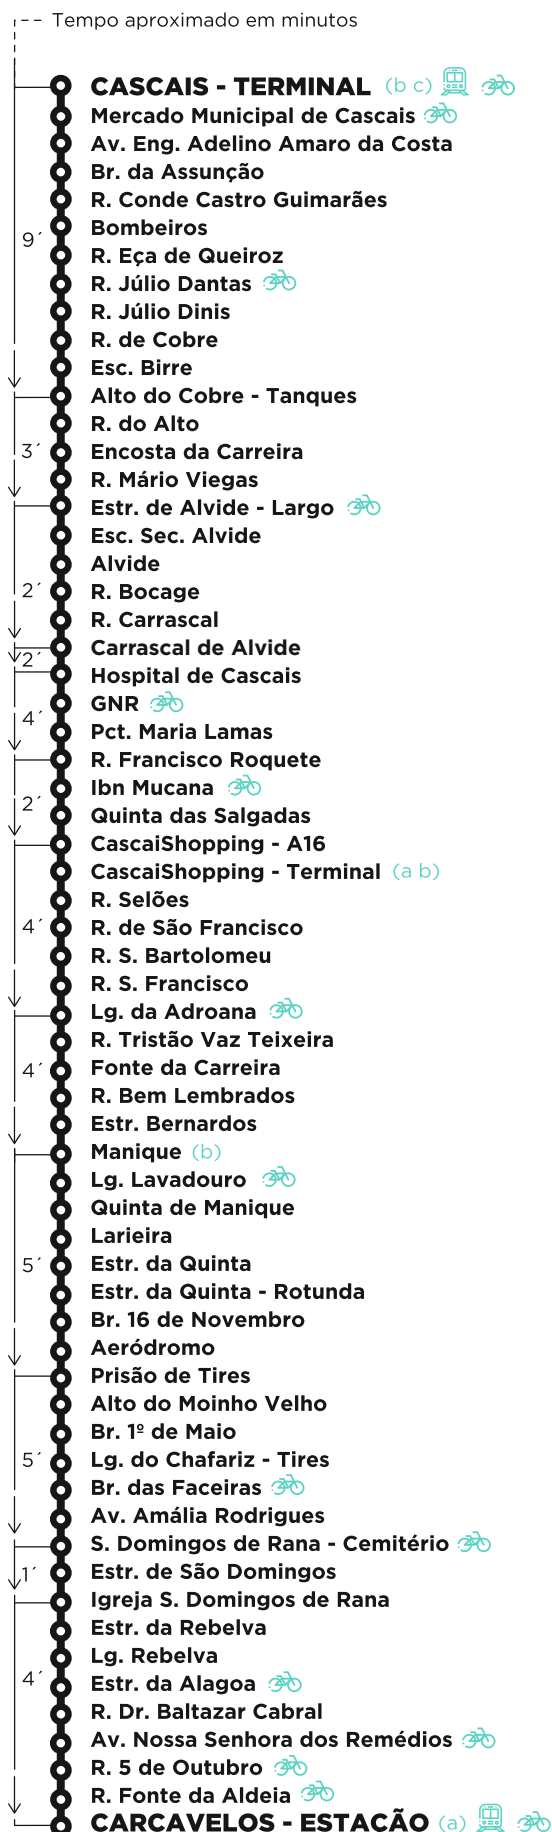 Tempo aproximado em minutos
CASCAIS - TERMINAL (b c)
Mercado Municipal de Cascais
Av. Eng. Adelino Amaro da Costa
Br. da Assunção
R. Conde Castro Guimarães
Bombeiros
9´
R. Eça de Queiroz
R. Júlio Dantas
R. Júlio Dinis
R. de Cobre
Esc. Birre
Alto do Cobre - Tanques
R. do Alto
3´
Encosta da Carreira
R. Mário Viegas
Estr. de Alvide - Largo
Esc. Sec. Alvide
Alvide
2´
R. Bocage
R. Carrascal
Carrascal de Alvide
2´
Hospital de Cascais
GNR
4´
Pct. Maria Lamas
R. Francisco Roquete
Ibn Mucana
2´
Quinta das Salgadas
CascaiShopping - A16
CascaiShopping - Terminal (a b)
R. Selões
4´
R. de São Francisco
R. S. Bartolomeu
R. S. Francisco
Lg. da Adroana
R. Tristão Vaz Teixeira
4´
Fonte da Carreira
R. Bem Lembrados
Estr. Bernardos
Manique (b)
Lg. Lavadouro
Quinta de Manique
Larieira
5´
Estr. da Quinta
Estr. da Quinta - Rotunda
Br. 16 de Novembro
Aeródromo
Prisão de Tires
Alto do Moinho Velho
Br. 1º de Maio
5´
Lg. do Chafariz - Tires
Br. das Faceiras
Av. Amália Rodrigues
S. Domingos de Rana - Cemitério
1´
Estr. de São Domingos
Igreja S. Domingos de Rana
Estr. da Rebelva
Lg. Rebelva
4´
Estr. da Alagoa
R. Dr. Baltazar Cabral
Av. Nossa Senhora dos Remédios
R. 5 de Outubro
R. Fonte da Aldeia
CARCAVELOS - ESTAÇÃO (a)